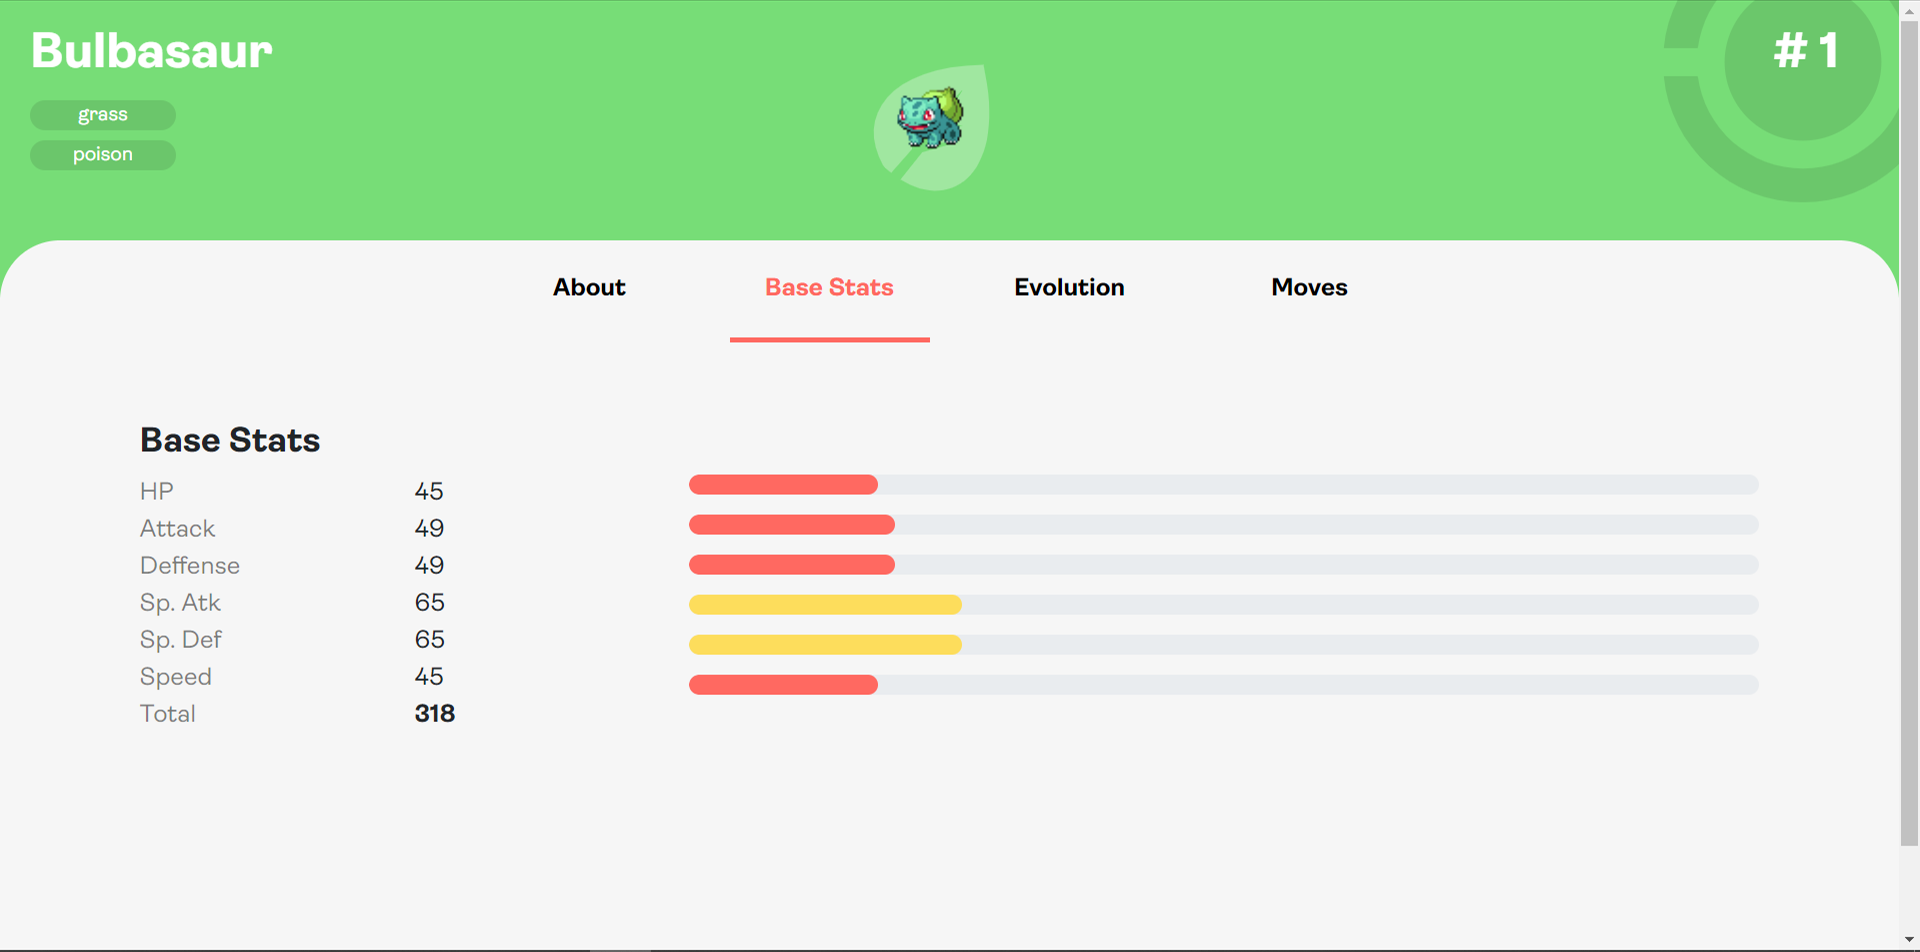 Bulbasaur
# 1
grass
poison
About Base Stats Evolution Moves
Base Stats
HP 45
Attack 49
Deffense 49
Sp. Atk 65
Sp. Def 65
Speed 45
Total 318